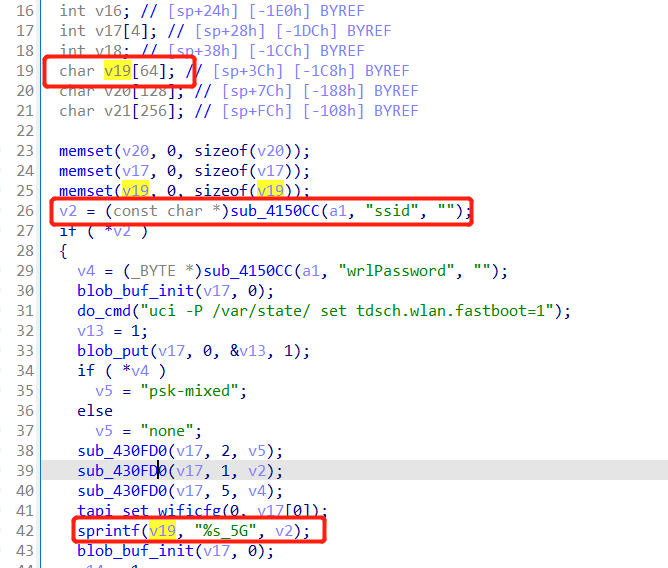 16 int v16; // [sp+24h] [-1E0h] BYREF
17 int v17[4]; // [sp+28h] [-1DCh] BYREF
18 int v18; // [sp+38h] [-1CCh] BYREF
19 char v19[64]; // [sp+3Ch] [-1C8h] BYREF
20 char v20[128]; // [sp+7Ch] [-188h] BYREF
21 char v21[256]; // [sp+FCh] [-108h] BYREF
22
23 memset(v20, 0, sizeof(v20));
24 memset(v17, 0, sizeof(v17));
25 memset(v19, 0, sizeof(v19));
26 v2 = (const char *)sub_4150CC(a1, "ssid", "");
27 if ( *v2 )
28 {
29 v4 = (_BYTE *)sub_4150CC(a1, "wrlPassword", "");
30 blob_buf_init(v17, 0);
31 do_cmd("uci -P /var/state/ set tdsch.wlan.fastboot=1");
32 v13 = 1;
33 blob_put(v17, 0, &v13, 1);
34 if ( *v4 )
35 v5 = "psk-mixed";
36 else
37 v5 = "none";
38 sub_430FD0(v17, 2, v5);
39 sub_430FD0(v17, 1, v2);
40 sub_430FD0(v17, 5, v4);
41 tapi_set_wificfg(0, v17[0]);
42 sprintf(v19, "%s_5G", v2);
43 blob_buf_init(v17, 0);